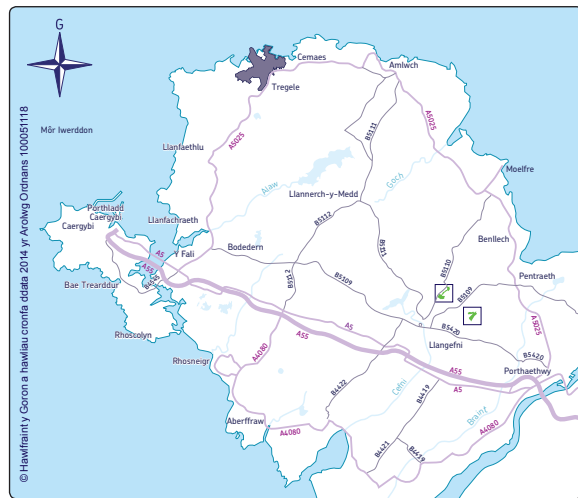 G
Cemaes
Amlwch
Tregele
Môr Iwerddon
A5025
B5111
A5025
Llanfaethlu
Moelfre
Alaw
Goch
Llannerch-y-Medd
Porthladd
Caergybi
Caergybi
Llanfachraeth
B5112
Y Fali
Bodedern
B5111
Benllech
A5
A55
B4545
B5110
Bae Trearddur
B5112
B5109
Pentraeth
B5109
Rhoscolyn
A5
A55
B5420
A5025
Rhosneigr
A4080
Llangefni
B5420
A55
Porthaethwy
A5
B4422
Cefni
B4419
Braint
Aberffraw
A4080
B4421
B4419
A4080
© Hawlfraint y Goron a hawliau cronfa ddata 2014 yr Arolwg Ordnans 100051118